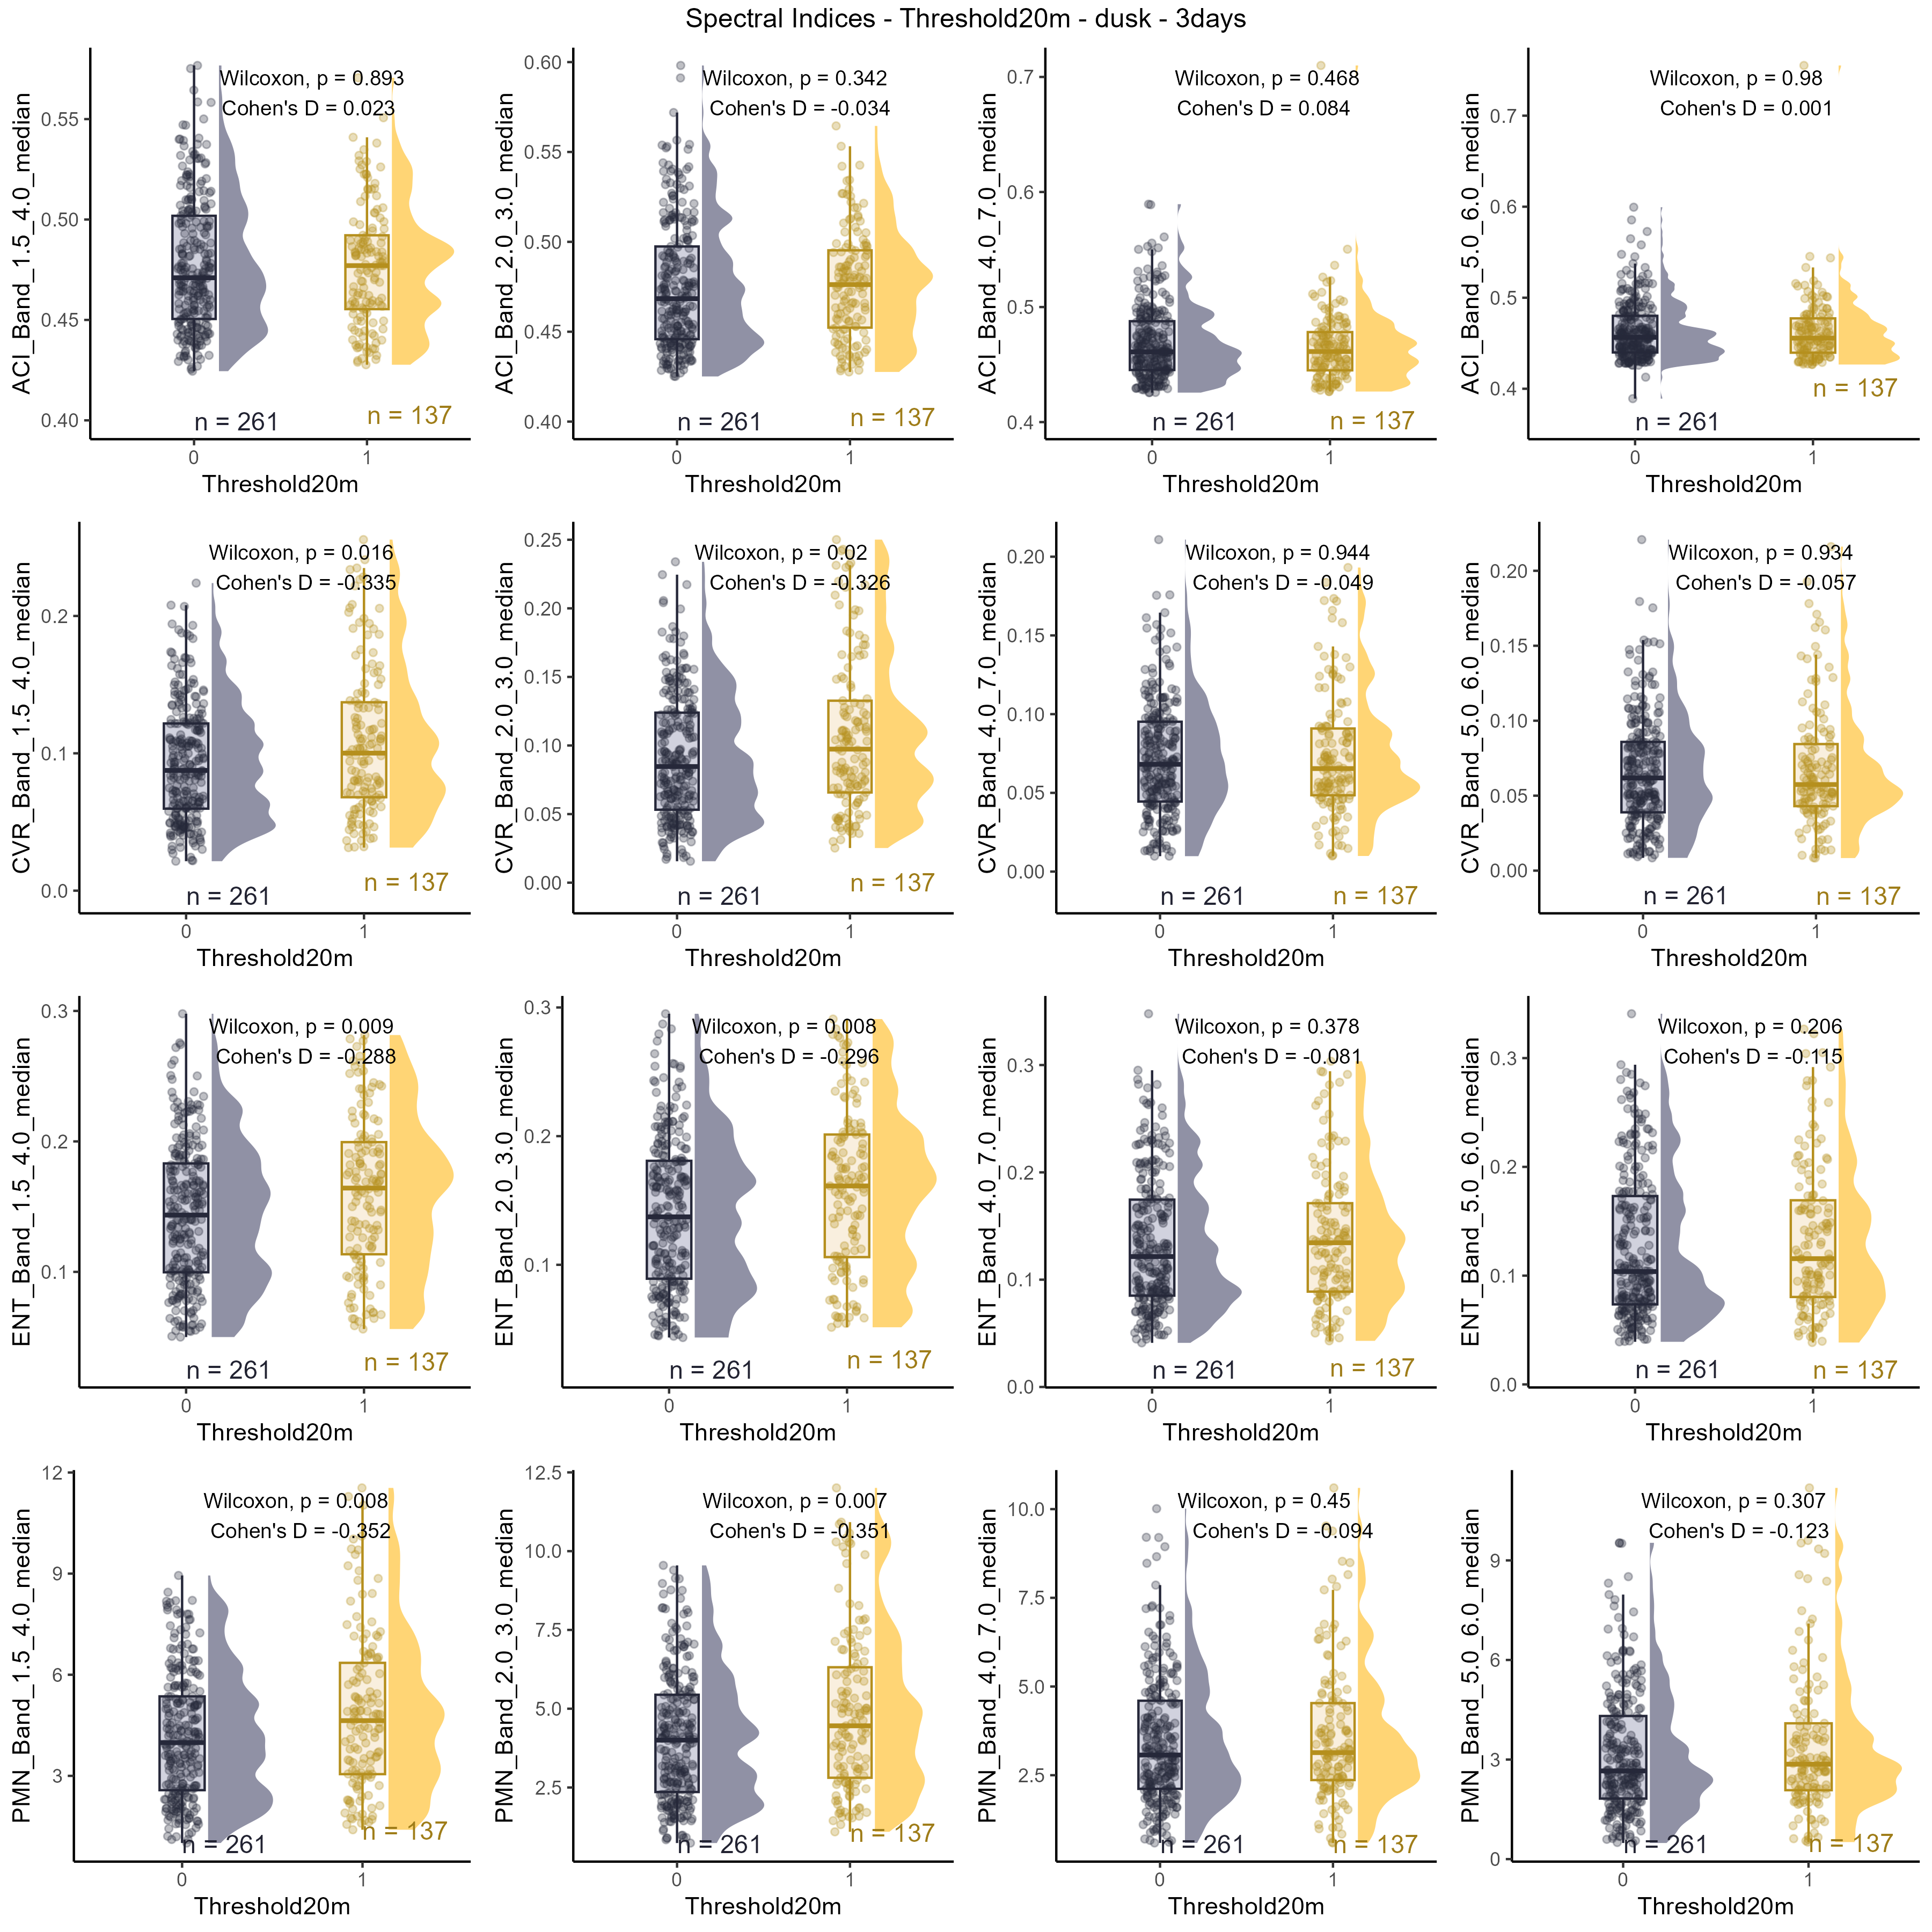 Spectral Indices - Threshold20m - dusk - 3days
ACI_Band_1.5_4.0_median
0.55
0.50
0.45
0.40
Wilcoxon, p = 0.893
Cohen's D = 0.023
n = 261
n = 137
0
1
Threshold20m
ACI_Band_2.0_3.0_median
0.60
0.55
0.50
0.45
0.40
Wilcoxon, p = 0.342
Cohen's D = -0.034
n = 261
n = 137
0
1
Threshold20m
ACI_Band_4.0_7.0_median
0.7
0.6
0.5
0.4
Wilcoxon, p = 0.468
Cohen's D = 0.084
n = 261
n = 137
0
1
Threshold20m
ACI_Band_5.0_6.0_median
0.7
0.6
0.5
0.4
Wilcoxon, p = 0.98
Cohen's D = 0.001
n = 261
n = 137
0
1
Threshold20m
CVR_Band_1.5_4.0_median
0.2
0.1
0.0
Wilcoxon, p = 0.016
Cohen's D = -0.335
n = 261
n = 137
0
1
Threshold20m
CVR_Band_2.0_3.0_median
0.25
0.20
0.15
0.10
0.05
0.00
Wilcoxon, p = 0.02
Cohen's D = -0.326
n = 261
n = 137
0
1
Threshold20m
CVR_Band_4.0_7.0_median
0.20
0.15
0.10
0.05
0.00
Wilcoxon, p = 0.944
Cohen's D = -0.049
n = 261
n = 137
0
1
Threshold20m
CVR_Band_5.0_6.0_median
0.20
0.15
0.10
0.05
0.00
Wilcoxon, p = 0.934
Cohen's D = -0.057
n = 261
n = 137
0
1
Threshold20m
ENT_Band_1.5_4.0_median
0.3
0.2
0.1
Wilcoxon, p = 0.009
Cohen's D = -0.288
n = 261
n = 137
0
1
Threshold20m
ENT_Band_2.0_3.0_median
0.3
0.2
0.1
Wilcoxon, p = 0.008
Cohen's D = -0.296
n = 261
n = 137
0
1
Threshold20m
ENT_Band_4.0_7.0_median
0.3
0.2
0.1
0.0
Wilcoxon, p = 0.378
Cohen's D = -0.081
n = 261
n = 137
0
1
Threshold20m
ENT_Band_5.0_6.0_median
0.3
0.2
0.1
0.0
Wilcoxon, p = 0.206
Cohen's D = -0.115
n = 261
n = 137
0
1
Threshold20m
PMN_Band_1.5_4.0_median
12
9
6
3
Wilcoxon, p = 0.008
Cohen's D = -0.352
n = 261
n = 137
0
1
Threshold20m
PMN_Band_2.0_3.0_median
12.5
10.0
7.5
5.0
2.5
Wilcoxon, p = 0.007
Cohen's D = -0.351
n = 261
n = 137
0
1
Threshold20m
PMN_Band_4.0_7.0_median
10.0
7.5
5.0
2.5
Wilcoxon, p = 0.45
Cohen's D = -0.094
n = 261
n = 137
0
1
Threshold20m
PMN_Band_5.0_6.0_median
9
6
3
0
Wilcoxon, p = 0.307
Cohen's D = -0.123
n = 261
n = 137
0
1
Threshold20m